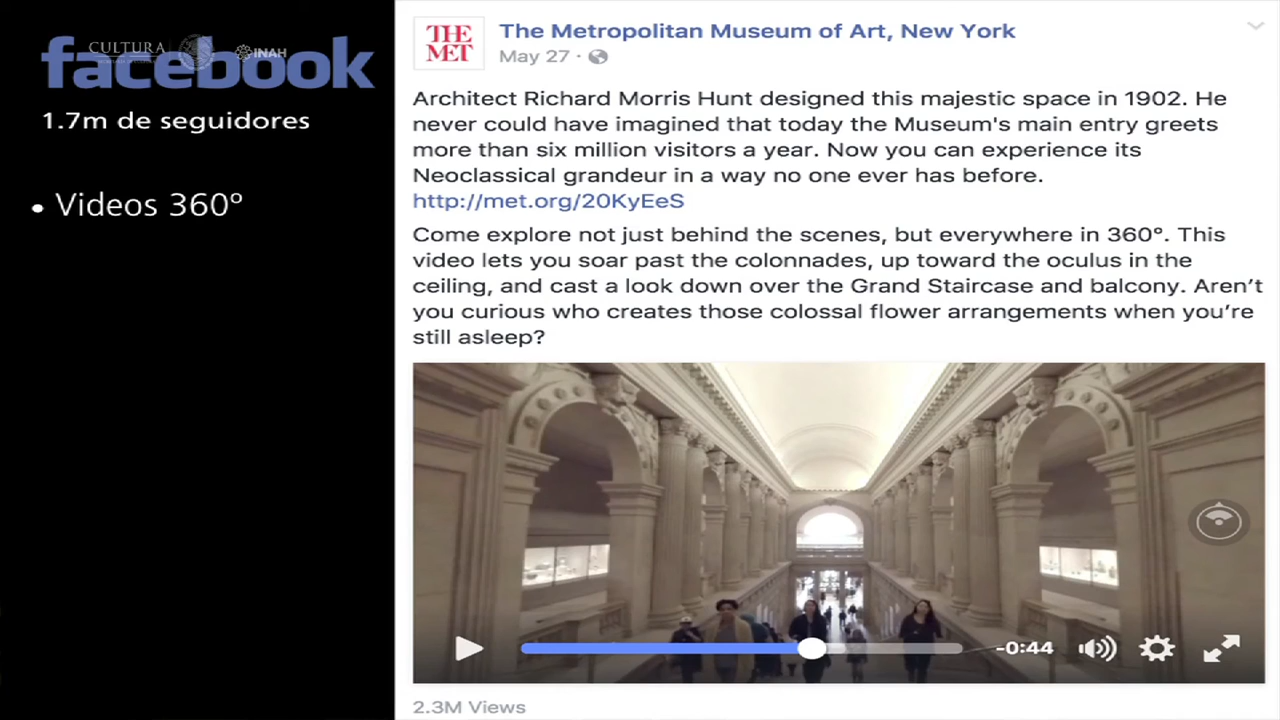 facebook
CULTURA
INAH
1.7m de seguidores
• Videos 360°
THE
MET
The Metropolitan Museum of Art, New York
May 27 ·
Architect Richard Morris Hunt designed this majestic space in 1902. He
never could have imagined that today the Museum's main entry greets
more than six million visitors a year. Now you can experience its
Neoclassical grandeur in a way no one ever has before.
http://met.org/20KyEeS
Come explore not just behind the scenes, but everywhere in 360°. This
video lets you soar past the colonnades, up toward the oculus in the
ceiling, and cast a look down over the Grand Staircase and balcony. Aren’t
you curious who creates those colossal flower arrangements when you’re
still asleep?
-0:44
2.3M Views